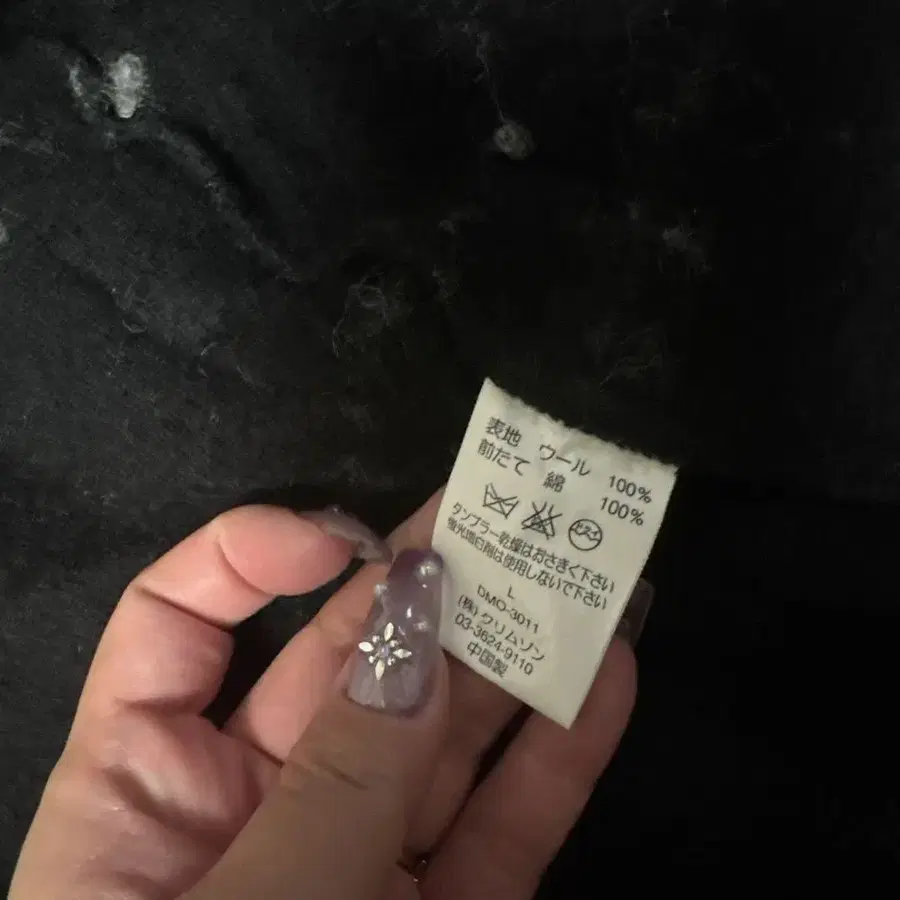 表地 ウール 100%
前たて 綿 100%
タンブラー乾燥はおさきく下さい
蛍光増白剤は使用しないで下さい
L
DMO-3011
(株)クリムゾン
03-3624-9110
中国製